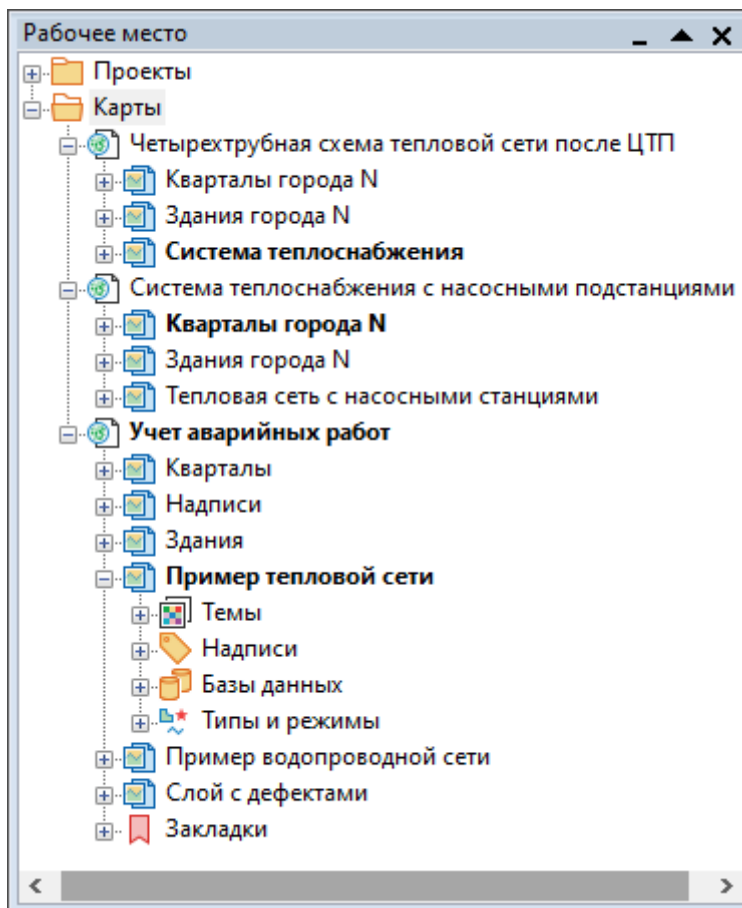 Рабочее место
Проекты
Карты
Четырехтрубная схема тепловой сети после ЦТП
Кварталы города N
Здания города N
Система теплоснабжения
Система теплоснабжения с насосными подстанциями
Кварталы города N
Здания города N
Тепловая сеть с насосными станциями
Учет аварийных работ
Кварталы
Надписи
Здания
Пример тепловой сети
Темы
Надписи
Базы данных
Типы и режимы
Пример водопроводной сети
Слой с дефектами
Закладки